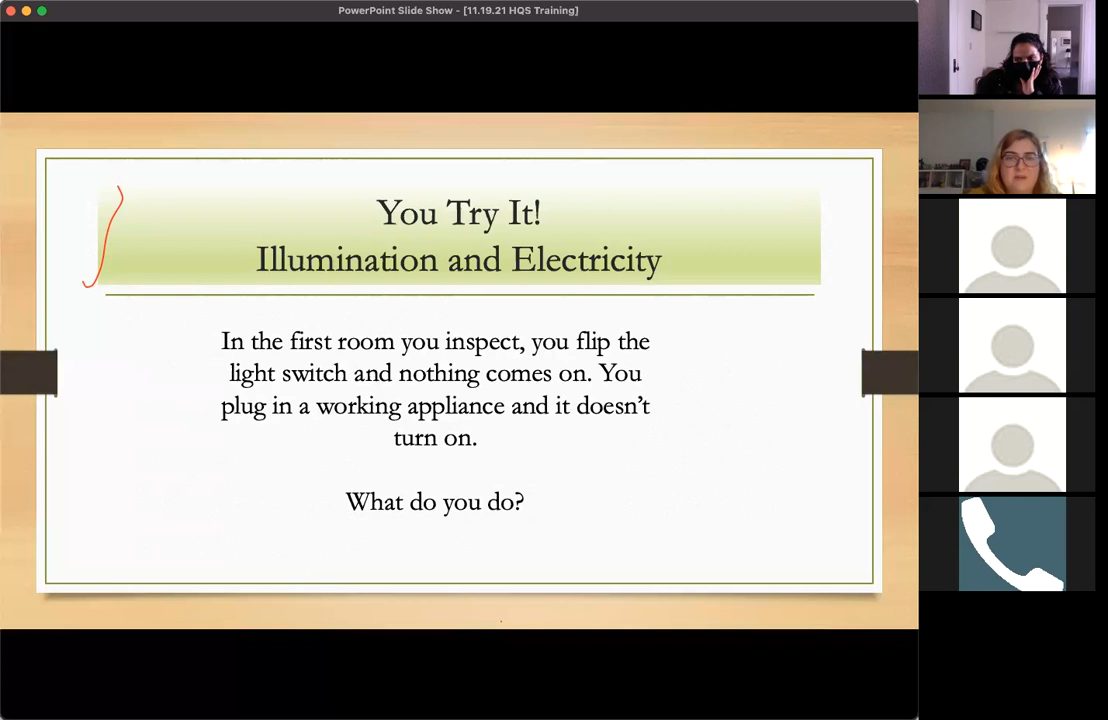 PowerPoint Slide Show - [11.19.21 HQS Training]
You Try It!
Illumination and Electricity
In the first room you inspect, you flip the
light switch and nothing comes on. You
plug in a working appliance and it doesn't
turn on.
What do you do?